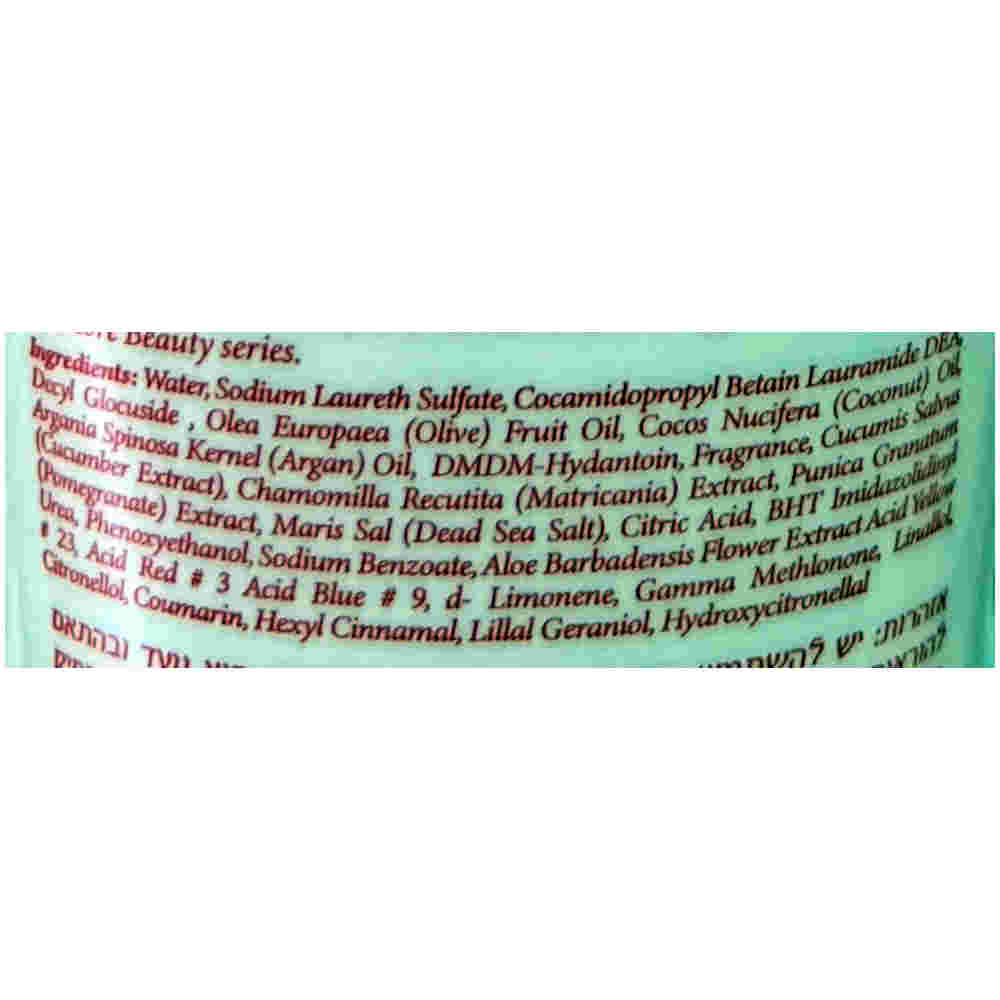 Beauty series.
Ingredients: Water, Sodium Laureth Sulfate, Cocamidopropyl Betain Lauramide DEA,
Decyl Glocuside , Olea Europaea (Olive) Fruit Oil, Cocos Nucifera (Coconut) Oil,
Argania Spinosa Kernel (Argan) Oil, DMDM-Hydantoin, Fragrance, Cucumis Sativus
(Cucumber Extract), Chamomilla Recutita (Matricania) Extract, Punica Granatum
(Pomegranate) Extract, Maris Sal (Dead Sea Salt), Citric Acid, BHT Imidazolidinyl
Urea, Phenoxyethanol, Sodium Benzoate, Aloe Barbadensis Flower Extract Acid Yellow
# 23, Acid Red # 3 Acid Blue # 9, d- Limonene, Gamma Methlonone, Linallol,
Citronellol, Coumarin, Hexyl Cinnamal, Lillal Geraniol, Hydroxycitronellal
אזהרות: יש להשתמש ובהתאם